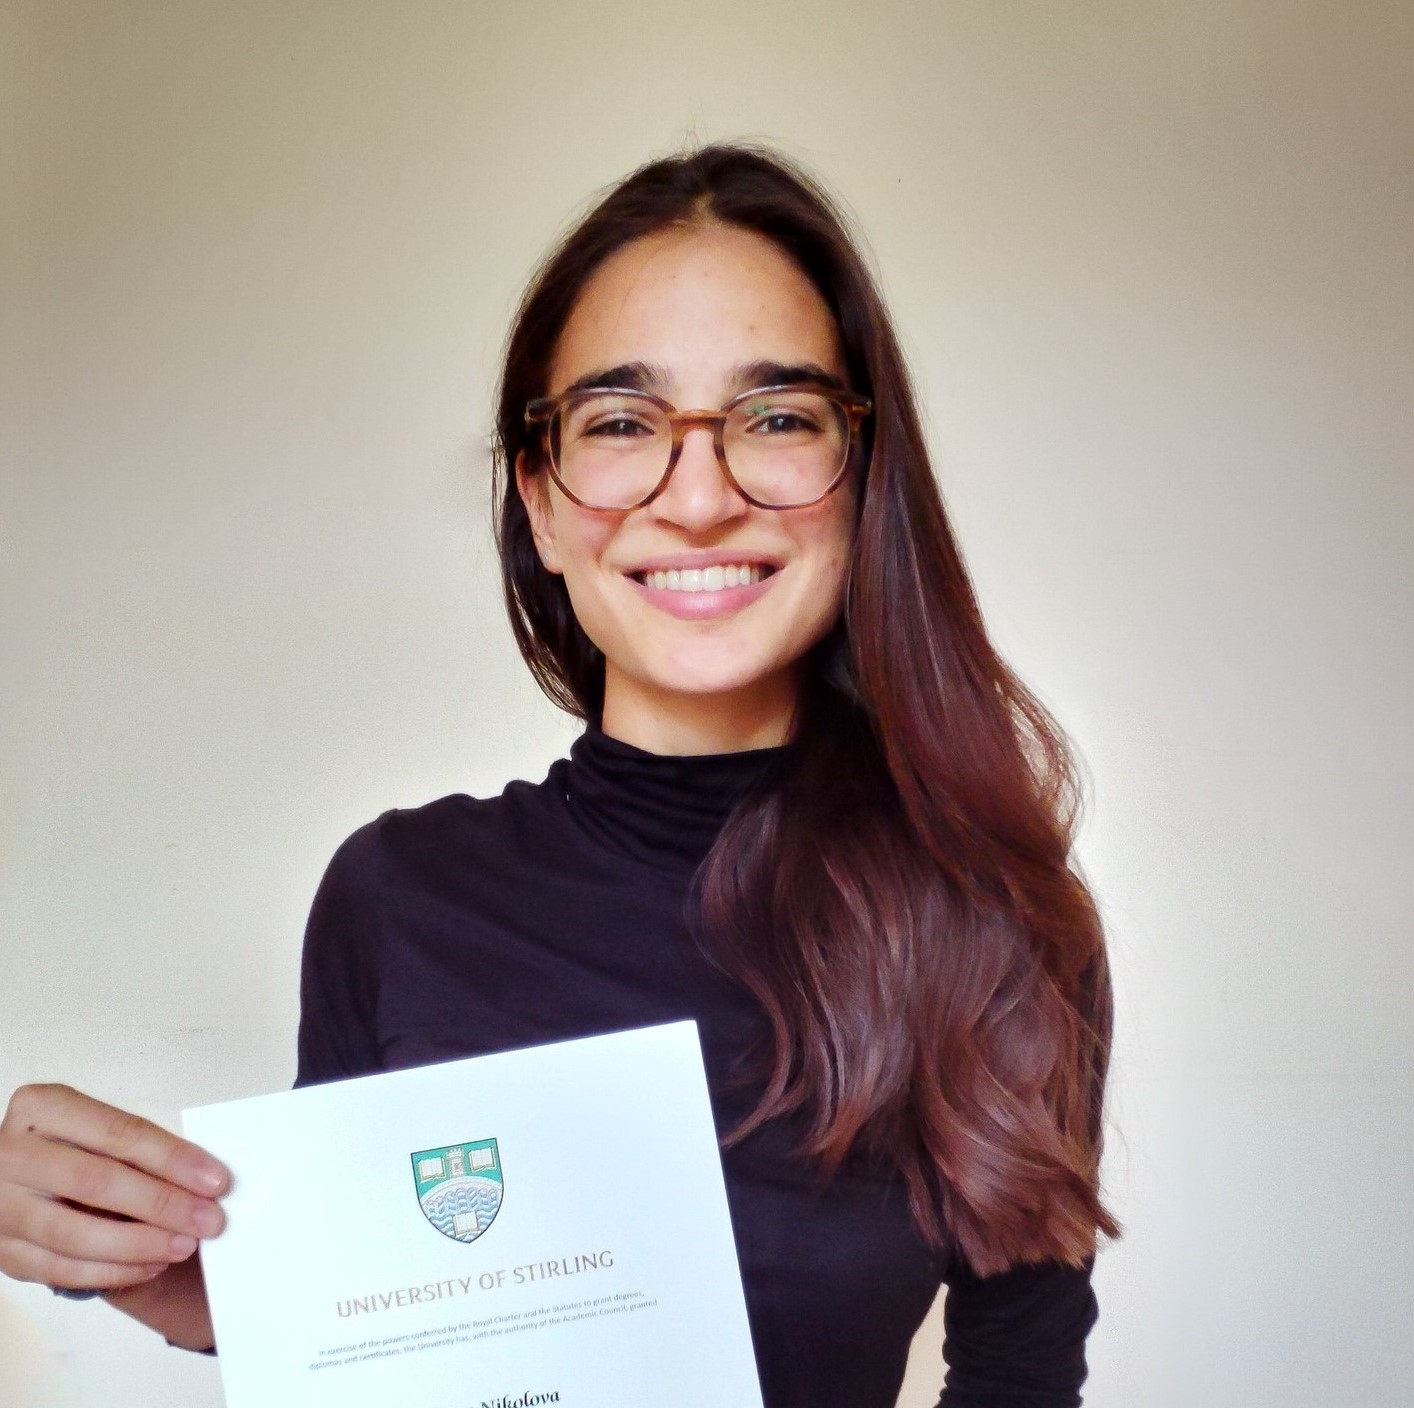 UNIVERSITY OF STIRLING
In exercise of the powers conferred by the Royal Charter and the Statutes to grant degrees,
diplomas and certificates, the University has, with the authority of the Academic Council, granted
Nikolova